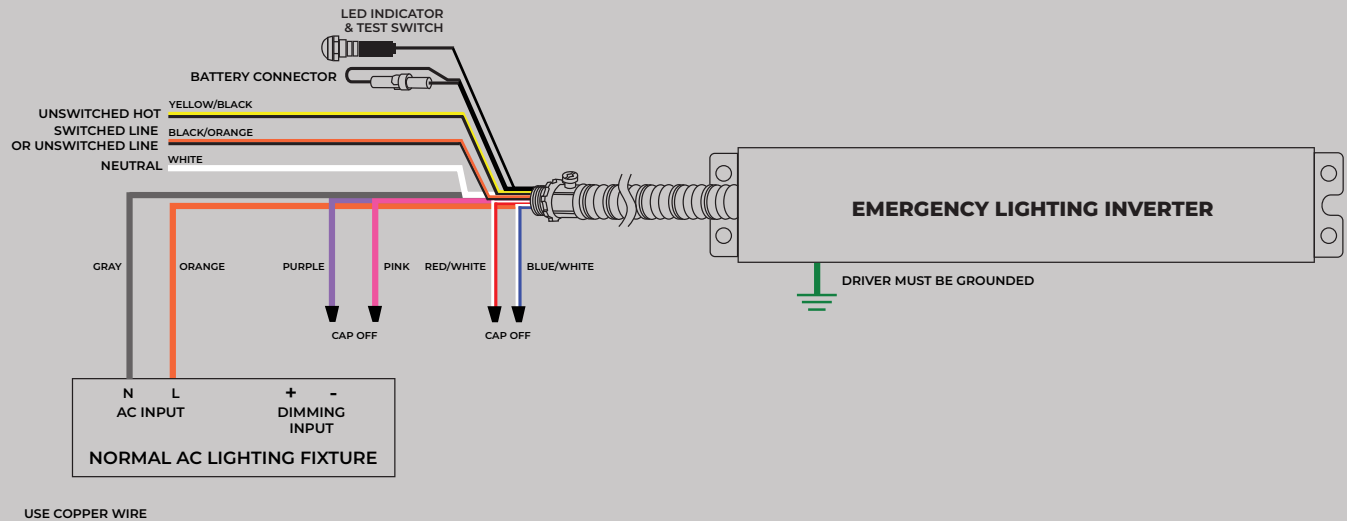 LED INDICATOR
& TEST SWITCH
BATTERY CONNECTOR
UNSWITCHED HOT
YELLOW/BLACK
SWITCHED LINE
OR UNSWITCHED LINE
BLACK/ORANGE
NEUTRAL
WHITE
EMERGENCY LIGHTING INVERTER
GRAY
ORANGE
PURPLE
PINK
RED/WHITE
BLUE/WHITE
DRIVER MUST BE GROUNDED
CAP OFF
CAP OFF
N
L
+
-
AC INPUT
DIMMING
INPUT
NORMAL AC LIGHTING FIXTURE
USE COPPER WIRE